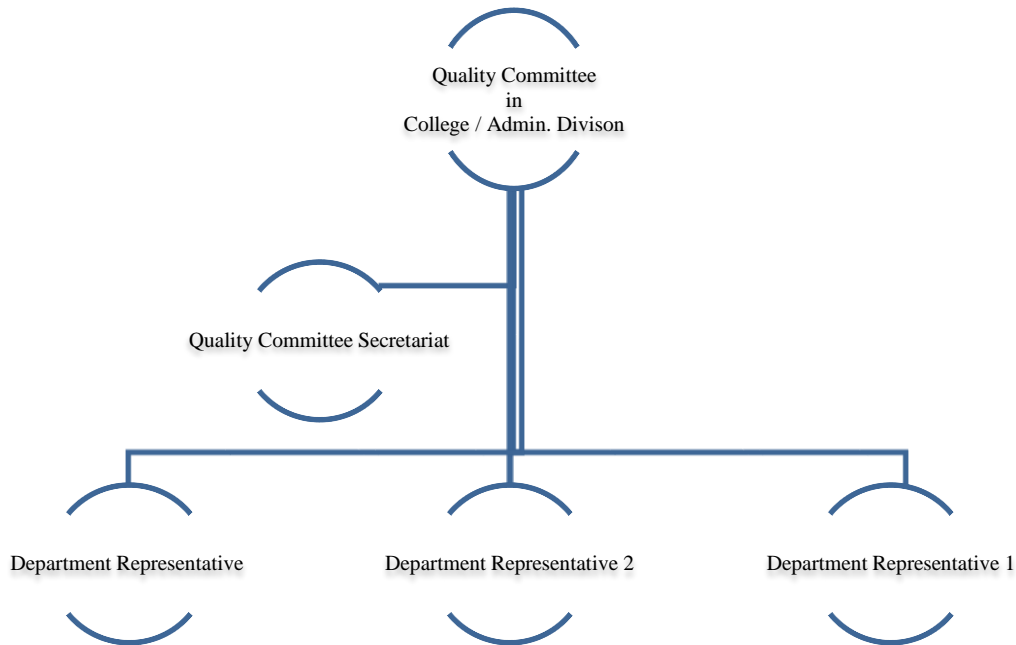 Quality Committee
in
College / Admin. Divison
Quality Committee Secretariat
Department Representative
Department Representative 2
Department Representative 1